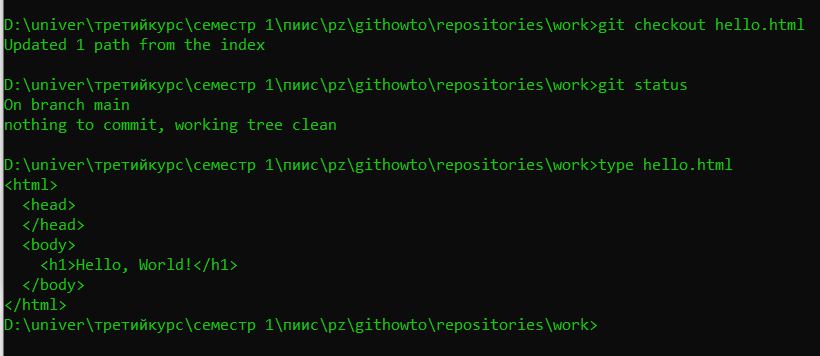 D:\univer\третийкурс\семестр 1\пиис\pz\githowto\repositories\work>git checkout hello.html
Updated 1 path from the index
D:\univer\третийкурс\семестр 1\пиис\pz\githowto\repositories\work>git status
On branch main
nothing to commit, working tree clean
D:\univer\третийкурс\семестр 1\пиис\pz\githowto\repositories\work>type hello.html
<html>
  <head>
  </head>
  <body>
    <h1>Hello, World!</h1>
  </body>
</html>
D:\univer\третийкурс\семестр 1\пиис\pz\githowto\repositories\work>